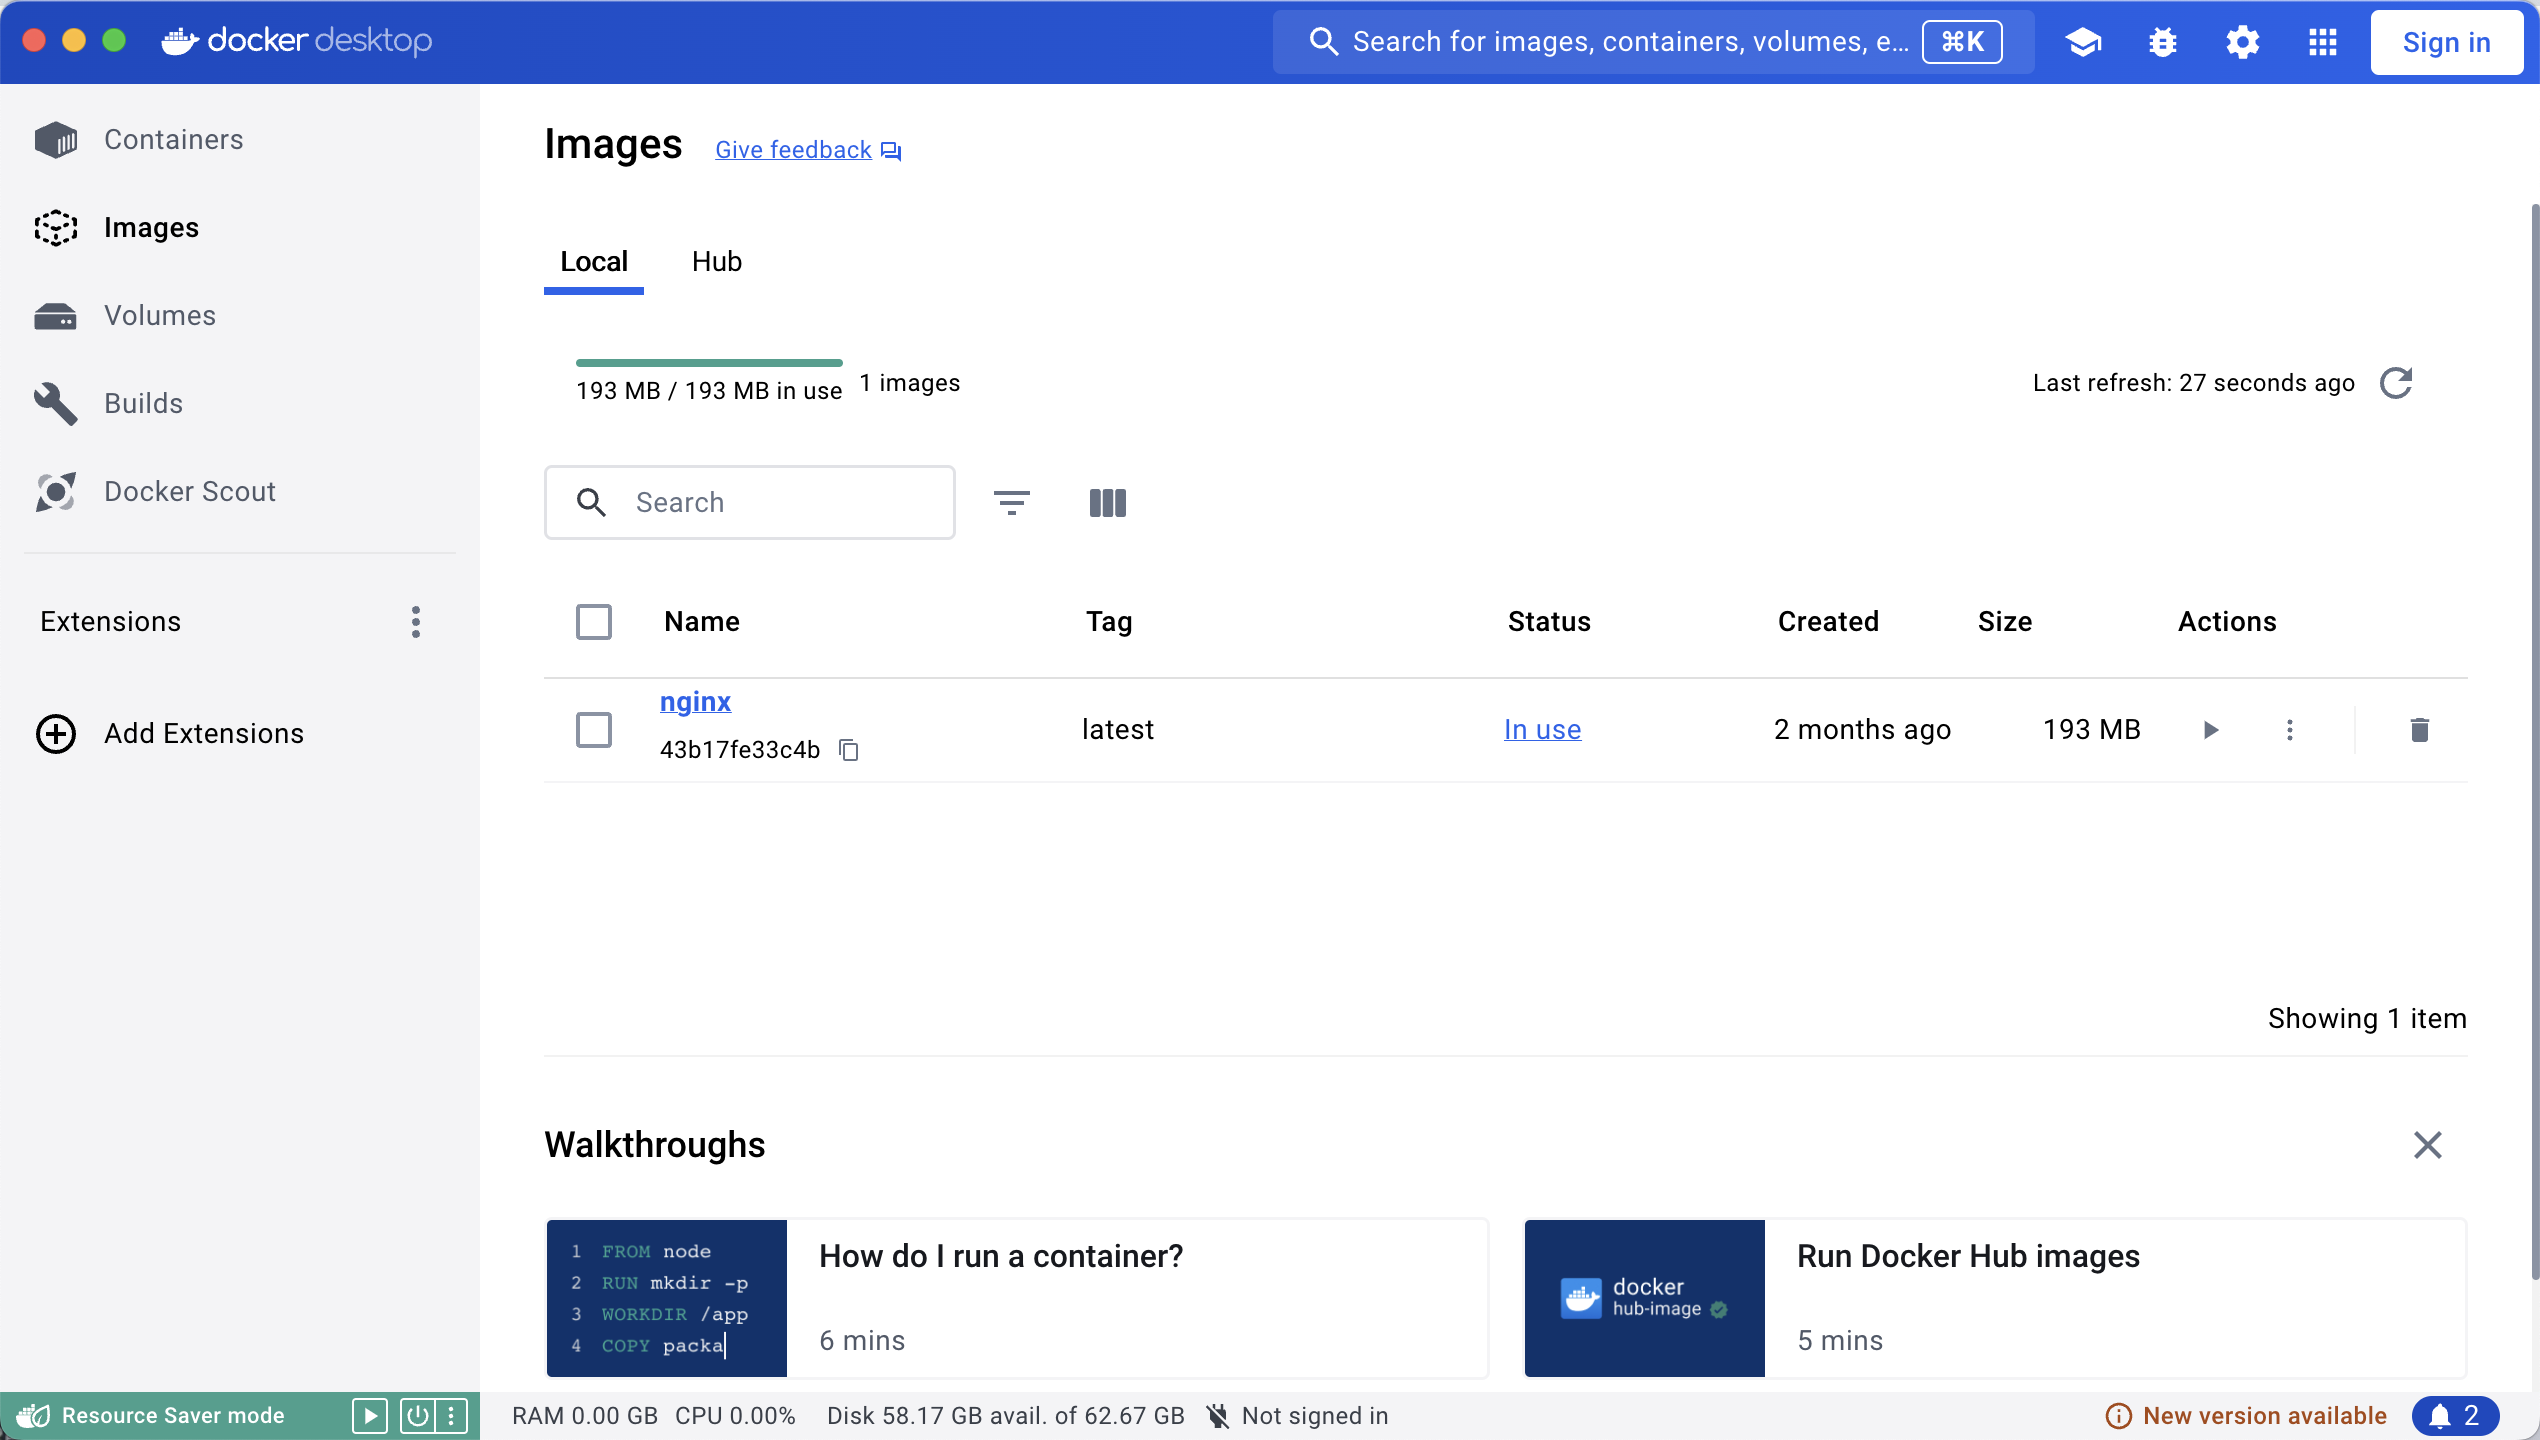 docker desktop
Search for images, containers, volumes, e... ⌘K
Sign in
Containers
Images
Volumes
Builds
Docker Scout
Extensions
Add Extensions
Images Give feedback
Local Hub
193 MB / 193 MB in use 1 images
Last refresh: 27 seconds ago
Search
Name Tag Status Created Size Actions
nginx
43b17fe33c4b latest In use 2 months ago 193 MB
Showing 1 item
Walkthroughs
1 FROM node
2 RUN mkdir -p
3 WORKDIR /app
4 COPY packa
How do I run a container?
6 mins
docker
hub-image
Run Docker Hub images
5 mins
Resource Saver mode
RAM 0.00 GB CPU 0.00% Disk 58.17 GB avail. of 62.67 GB Not signed in
New version available 2